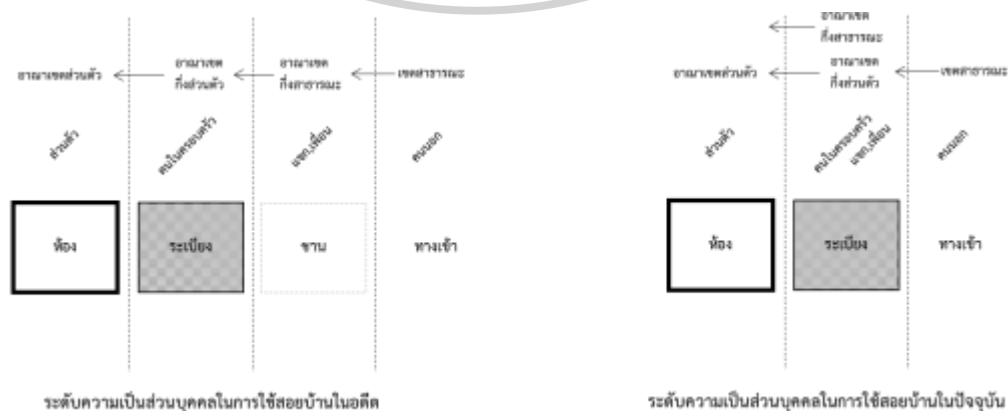 อาณาเขตส่วนตัว
อาณาเขต
กึ่งส่วนตัว
อาณาเขต
กึ่งสาธารณะ
เขตสาธารณะ
ส่วนตัว
คนในครอบครัว
แขก,เพื่อน
คนนอก
ห้อง
ระเบียง
ชาน
ทางเข้า
ระดับความเป็นส่วนบุคคลในการใช้สอยบ้านในอดีต
อาณาเขต
กึ่งสาธารณะ
อาณาเขตส่วนตัว
อาณาเขต
กึ่งส่วนตัว
เขตสาธารณะ
ส่วนตัว
คนในครอบครัว
แขก,เพื่อน
คนนอก
ห้อง
ระเบียง
ทางเข้า
ระดับความเป็นส่วนบุคคลในการใช้สอยบ้านในปัจจุบัน